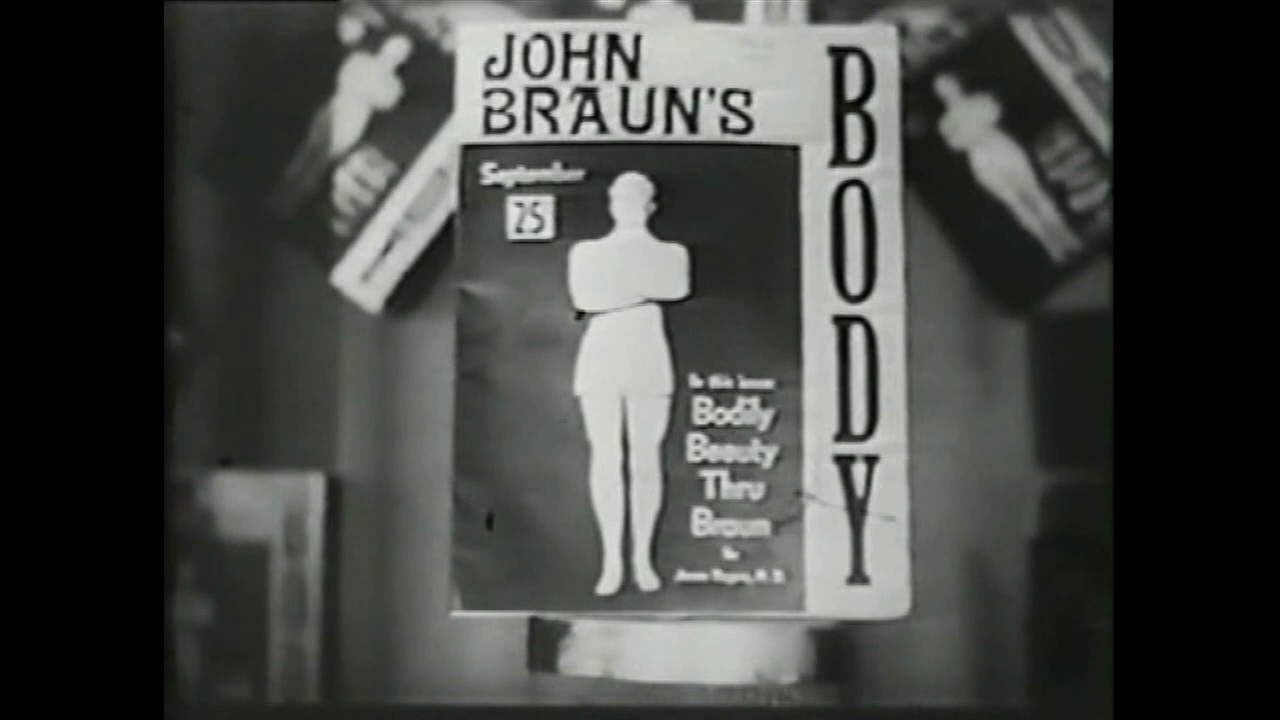 JOHN
BRAUN'S
BODY
September
25
In this issue
Bodily
Beauty
Thru
Braun